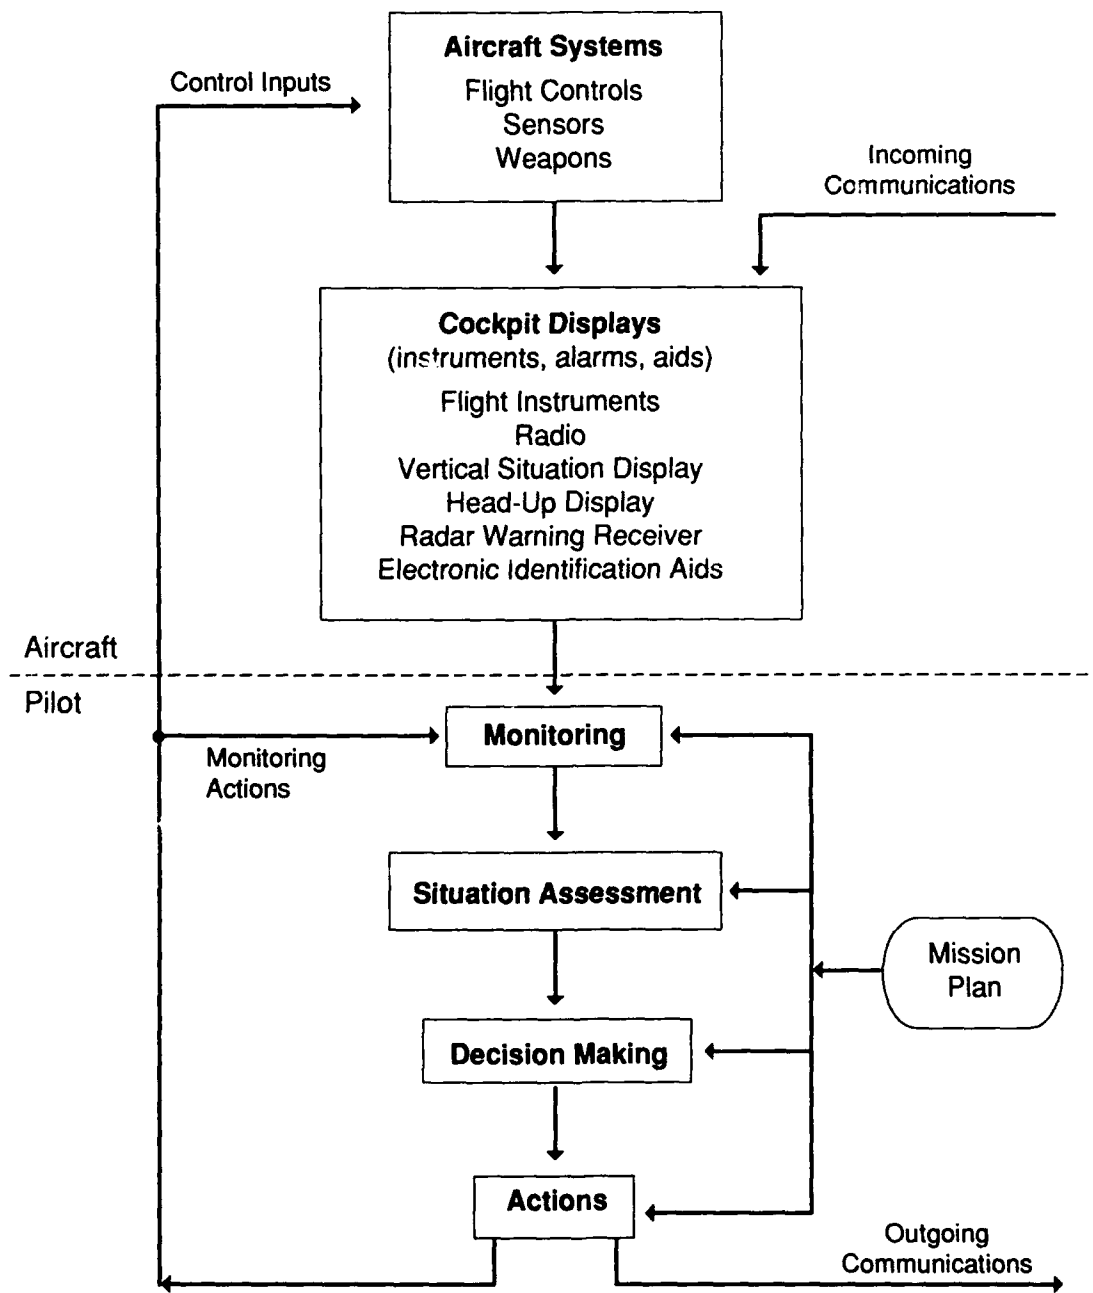 Aircraft Systems
Flight Controls
Sensors
Weapons
Control Inputs
Incoming
Communications
Cockpit Displays
(instruments, alarms, aids)
Flight Instruments
Radio
Vertical Situation Display
Head-Up Display
Radar Warning Receiver
Electronic Identification Aids
Aircraft
Pilot
Monitoring
Monitoring
Actions
Situation Assessment
Mission
Plan
Decision Making
Actions
Outgoing
Communications